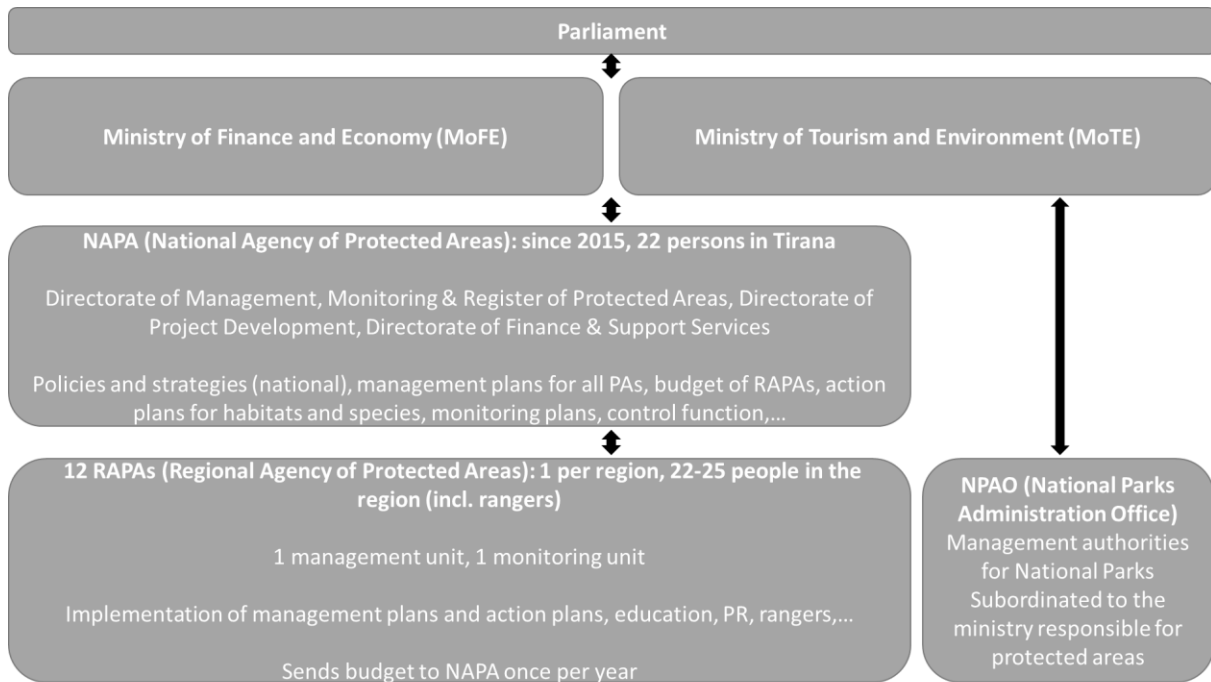 Parliament
Ministry of Finance and Economy (MoFE)
Ministry of Tourism and Environment (MoTE)
NAPA (National Agency of Protected Areas): since 2015, 22 persons in Tirana
Directorate of Management, Monitoring & Register of Protected Areas, Directorate of
Project Development, Directorate of Finance & Support Services
Policies and strategies (national), management plans for all PAs, budget of RAPAs, action
plans for habitats and species, monitoring plans, control function,…
12 RAPAs (Regional Agency of Protected Areas): 1 per region, 22-25 people in the
region (incl. rangers)
1 management unit, 1 monitoring unit
Implementation of management plans and action plans, education, PR, rangers,…
Sends budget to NAPA once per year
NPAO (National Parks
Administration Office)
Management authorities
for National Parks
Subordinated to the
ministry responsible for
protected areas